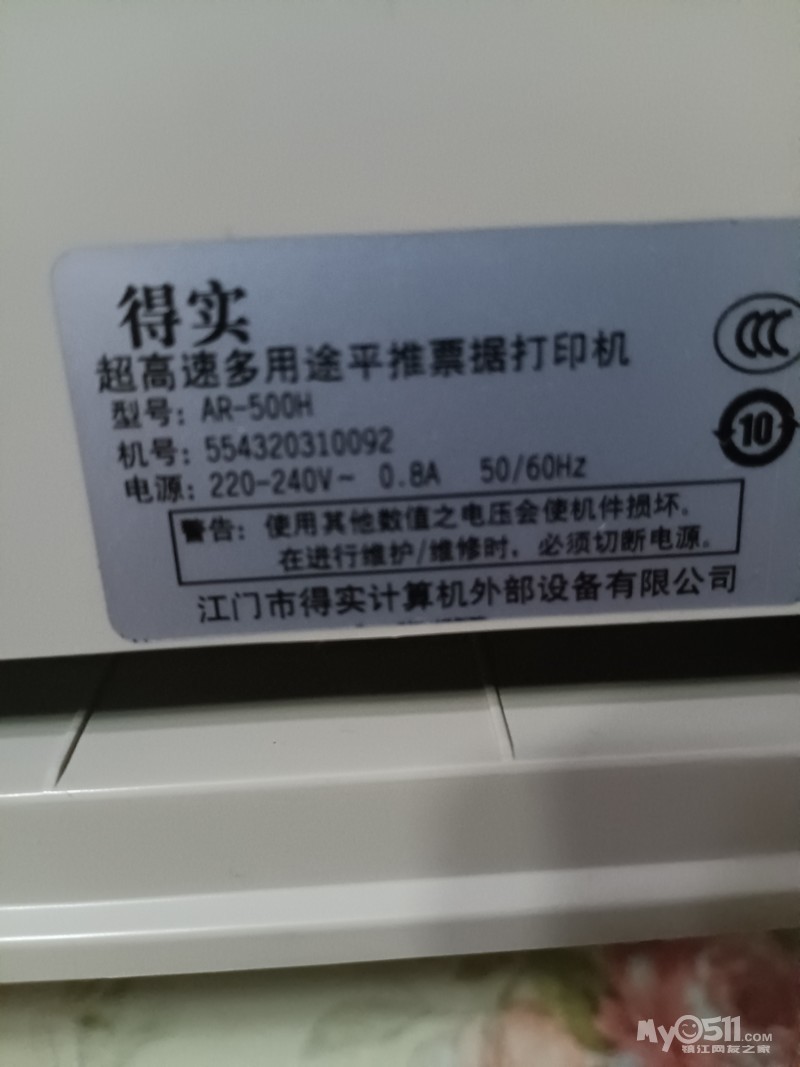 得实
超高速多用途平推票据打印机
型号: AR-500H
机号: 554320310092
电源: 220-240V~ 0.8A 50/60Hz
警告: 使用其他数值之电压会使机件损坏。
在进行维护/维修时, 必须切断电源。
江门市得实计算机外部设备有限公司
CCC
10
My0511.COM
镇江网友之家